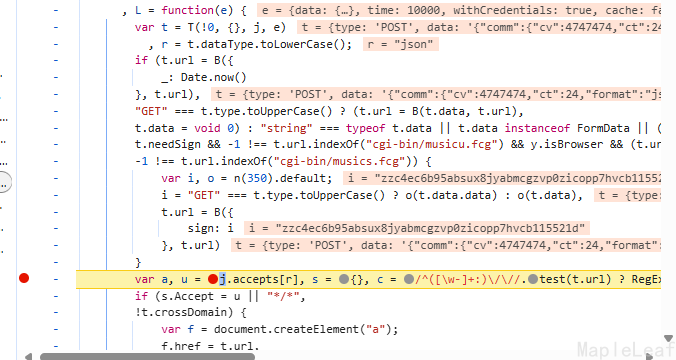 , L = function(e) { e = {data: {…}, time: 10000, withCredentials: true, cache: fa
var t = T(!0, {}, j, e) t = {type: 'POST', data: '{"comm":{"cv":4747474,"ct":24,
, r = t.dataType.toLowerCase(); r = "json"
if (t.url = B({
_: Date.now()
}, t.url), t = {type: 'POST', data: '{"comm":{"cv":4747474,"ct":24,"format":"js
"GET" === t.type.toUpperCase() ? (t.url = B(t.data, t.url),
t.data = void 0) : "string" === typeof t.data || t.data instanceof FormData || (
t.needSign && -1 !== t.url.indexOf("cgi-bin/musicu.fcg") && y.isBrowser && (t.ur
-1 !== t.url.indexOf("cgi-bin/musics.fcg")) {
var i, o = n(350).default; i = "zzc4ec6b95absux8jyabmcgzvp0zicopp7hvcb11552
i = "GET" === t.type.toUpperCase() ? o(t.data.data) : o(t.data), t = {typ
t.url = B({
sign: i i = "zzc4ec6b95absux8jyabmcgzvp0zicopp7hvcb115521d"
}, t.url) t = {type: 'POST', data: '{"comm":{"cv":4747474,"ct":24,"format"
}
var a, u = j.accepts[r], s = {}, c = /^([\w-]+:)\/\//.test(t.url) ? RegEx
if (s.Accept = u || "*/*",
!t.crossDomain) {
var f = document.createElement("a");
f.href = t.url.
MapleLeaf